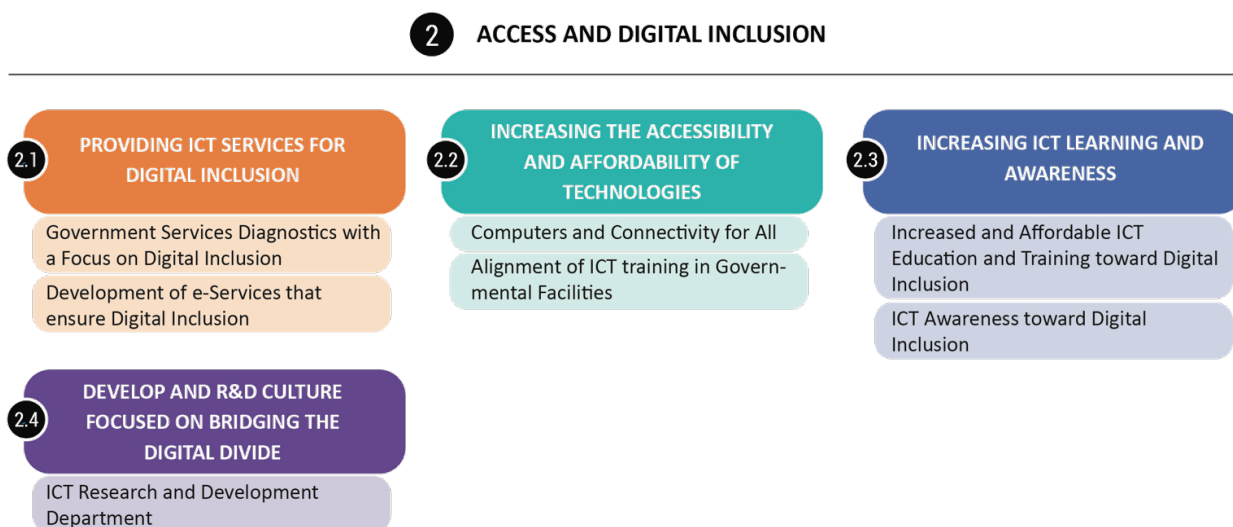 2 ACCESS AND DIGITAL INCLUSION
2.1
PROVIDING ICT SERVICES FOR
DIGITAL INCLUSION
Government Services Diagnostics with
a Focus on Digital Inclusion
Development of e-Services that
ensure Digital Inclusion
2.2
INCREASING THE ACCESSIBILITY
AND AFFORDABILITY OF
TECHNOLOGIES
Computers and Connectivity for All
Alignment of ICT training in Govern-
mental Facilities
2.3
INCREASING ICT LEARNING AND
AWARENESS
Increased and Affordable ICT
Education and Training toward Digital
Inclusion
ICT Awareness toward Digital
Inclusion
2.4
DEVELOP AND R&D CULTURE
FOCUSED ON BRIDGING THE
DIGITAL DIVIDE
ICT Research and Development
Department